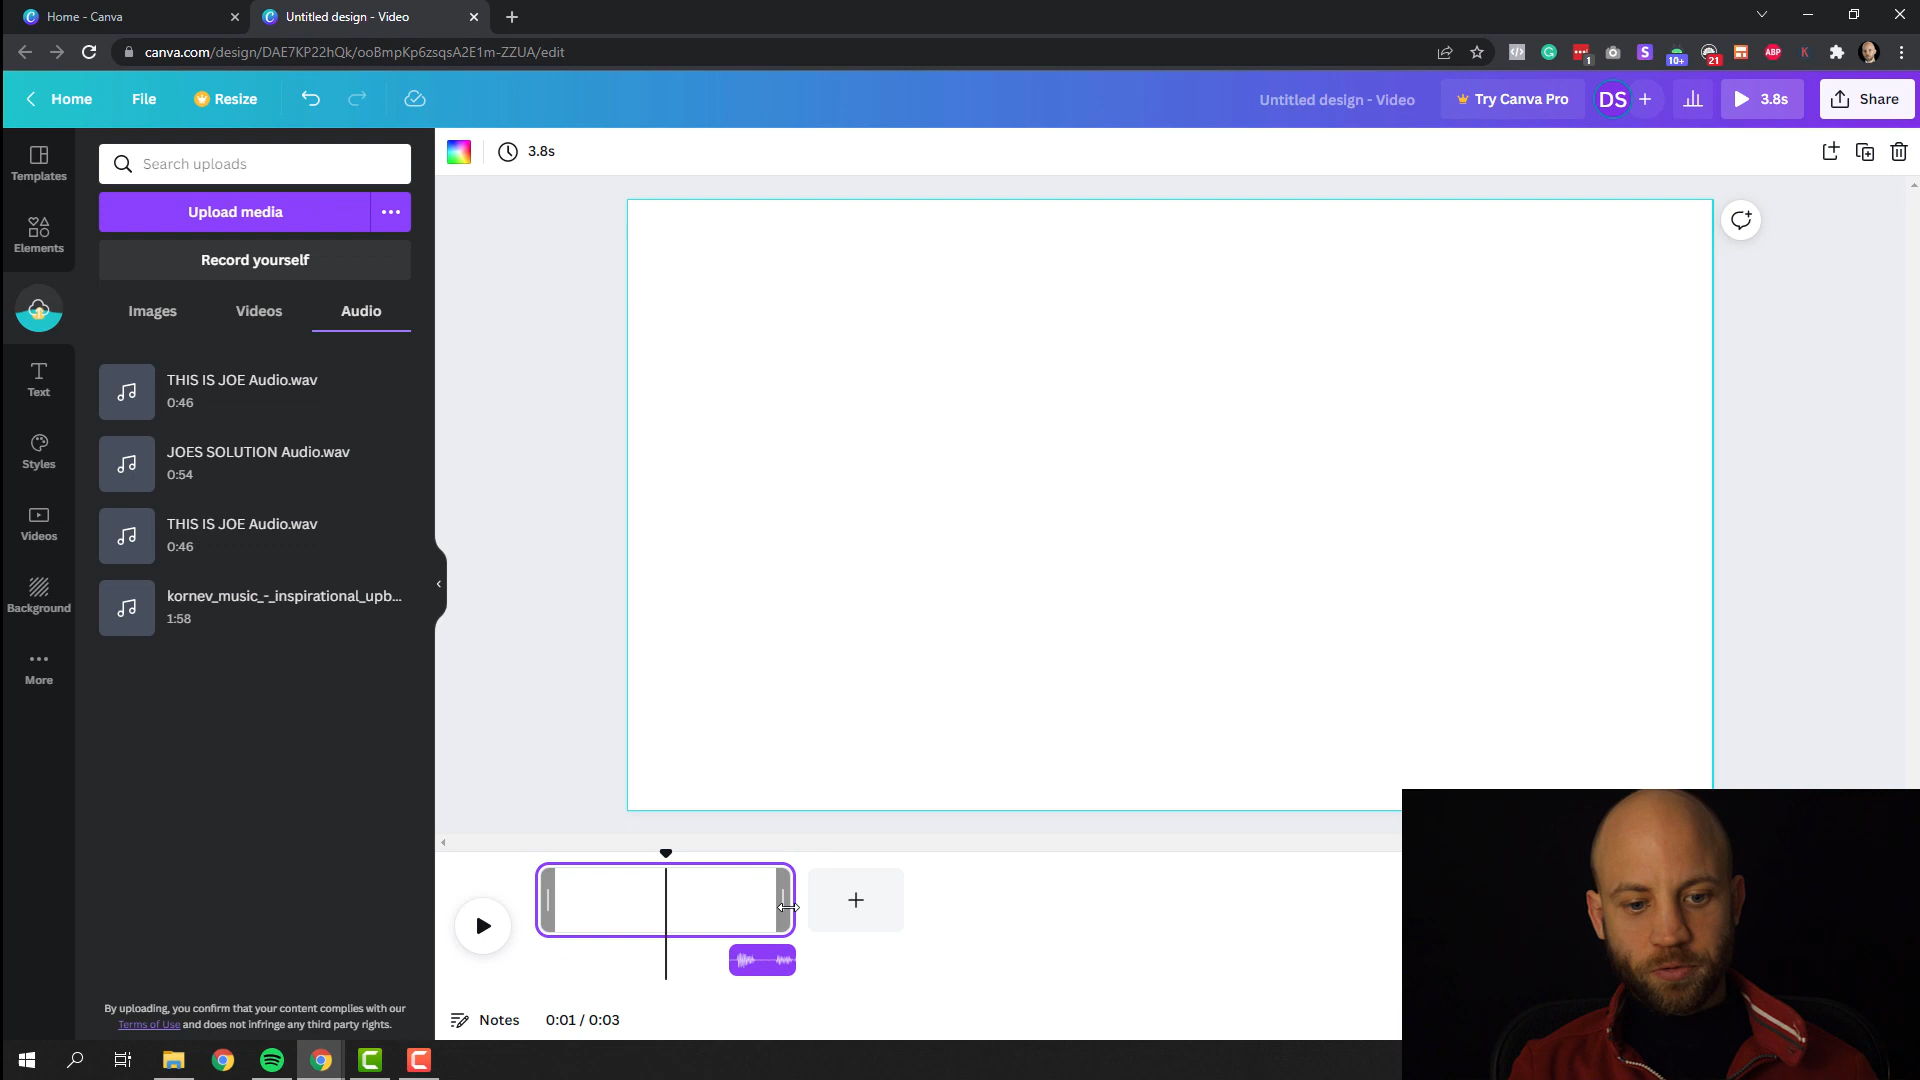 Home - Canva
Untitled design - Video
canva.com/design/DAE7KP22hQk/ooBmpKp6zsqsA2E1m-ZZUA/edit
1
S
10+
21
ABP
K
Home
File
Resize
Untitled design - Video
Try Canva Pro
DS
3.8s
Share
Templates
Search uploads
3.8s
Upload media
Elements
Record yourself
Images
Videos
Audio
Text
THIS IS JOE Audio.wav
0:46
Styles
JOES SOLUTION Audio.wav
0:54
Videos
THIS IS JOE Audio.wav
0:46
Background
kornev_music_-_inspirational_upb...
1:58
More
By uploading, you confirm that your content complies with our
Terms of Use and does not infringe any third party rights.
Notes
0:01 / 0:03